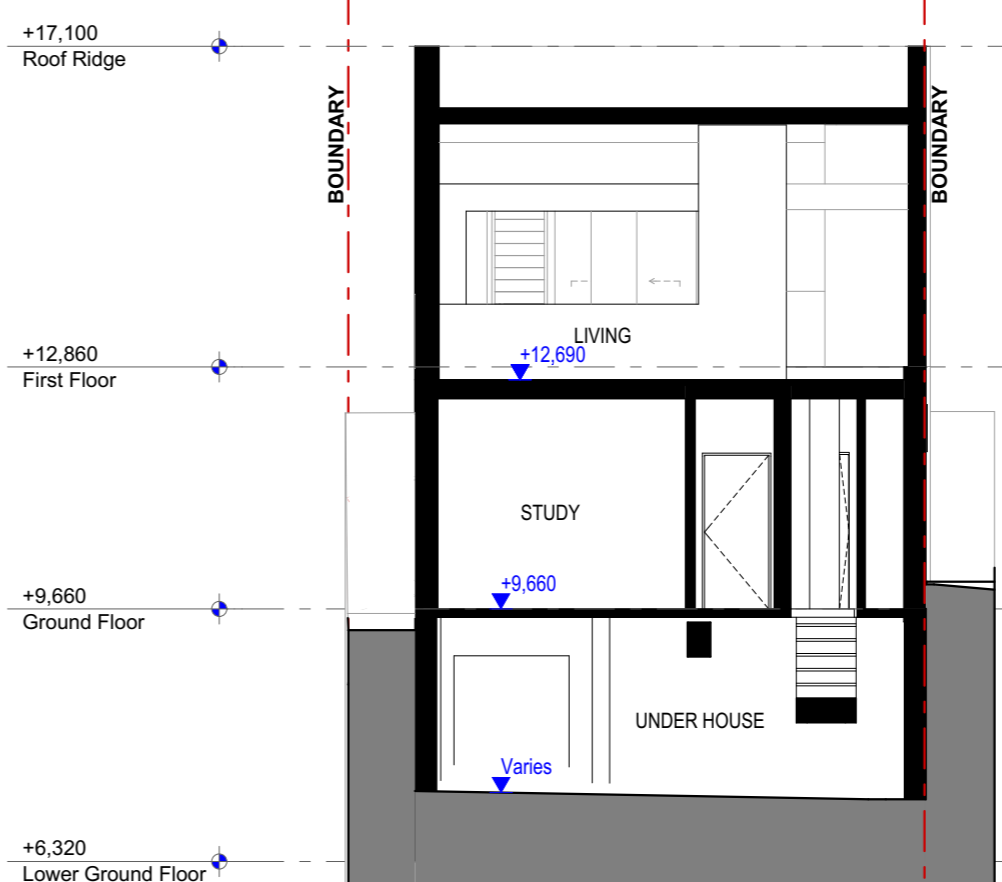 +17,100
Roof Ridge
BOUNDARY
BOUNDARY
LIVING
+12,690
+12,860
First Floor
STUDY
+9,660
+9,660
Ground Floor
UNDER HOUSE
Varies
+6,320
Lower Ground Floor